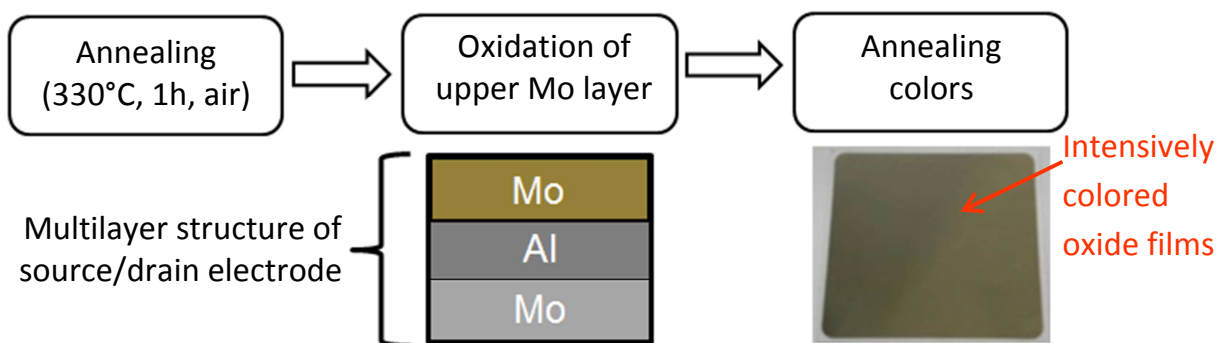 Annealing
(330°C, 1h, air)
Oxidation of
upper Mo layer
Annealing
colors
Multilayer structure of
source/drain electrode
Mo
Al
Mo
Intensively
colored
oxide films